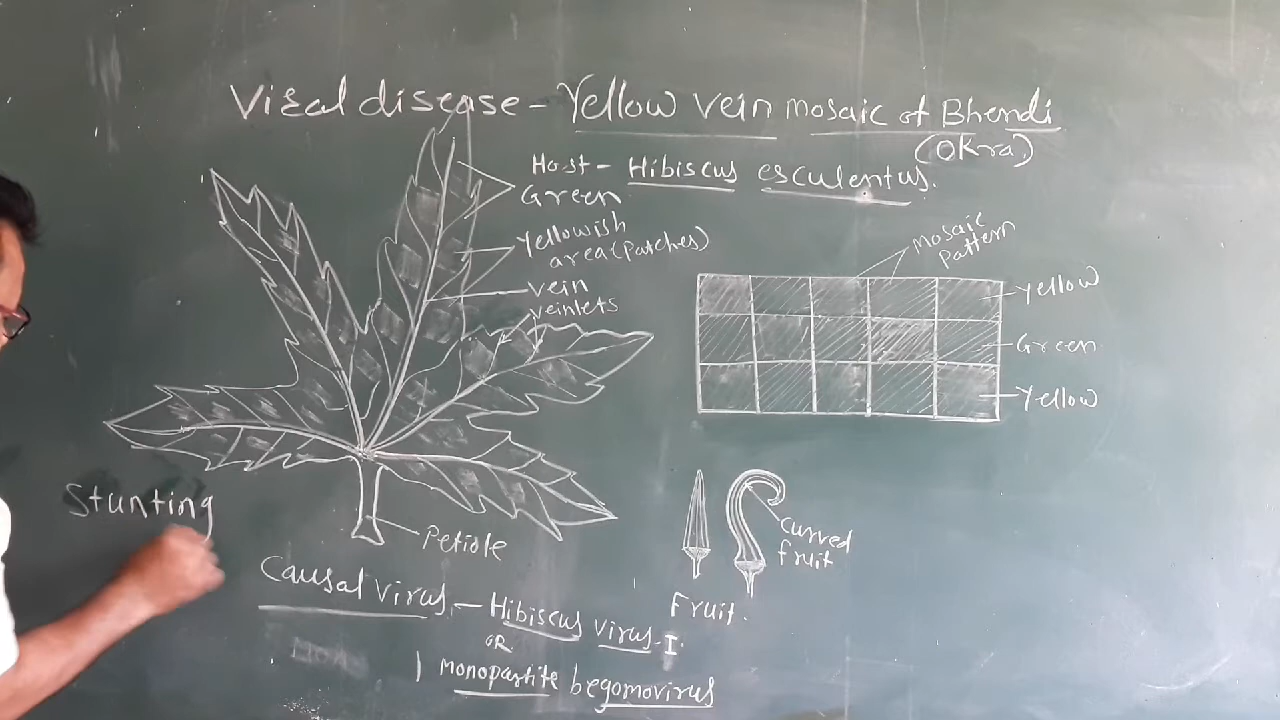 Viral disease - Yellow vein mosaic of Bhendi
(Okra)
Host - Hibiscus esculentus.
Green
Yellowish
area (patches)
vein
veinlets
Mosaic
pattern
Yellow
Green
Yellow
Stunting
Petiole
curved
fruit
Fruit.
Causal virus - Hibiscus virus-I.
OR
monopartite begomovirus